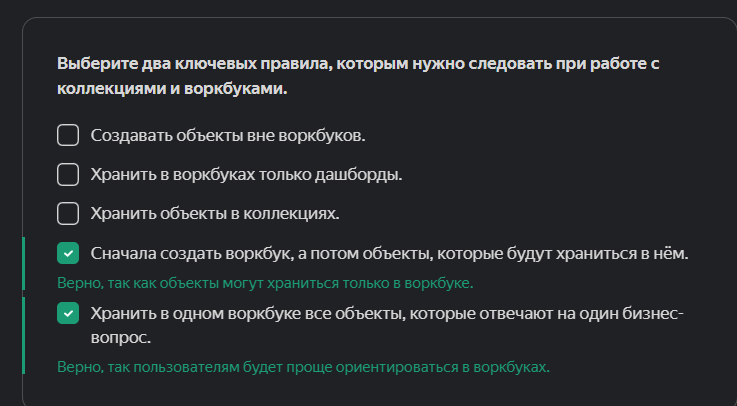 Выберите два ключевых правила, которым нужно следовать при работе с
коллекциями и воркбуками.
Создавать объекты вне воркбуков.
Хранить в воркбуках только дашборды.
Хранить объекты в коллекциях.
Сначала создать воркбук, а потом объекты, которые будут храниться в нём.
Верно, так как объекты могут храниться только в воркбуке.
Хранить в одном воркбуке все объекты, которые отвечают на один бизнес-
вопрос.
Верно, так пользователям будет проще ориентироваться в воркбуках.